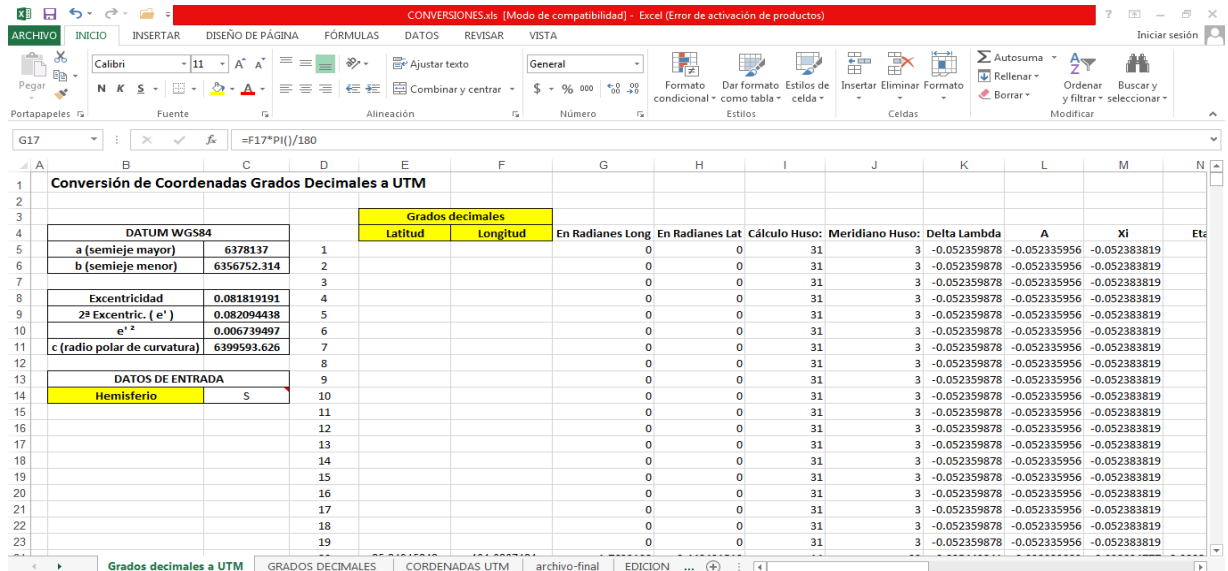 CONVERSIONES.xls [Modo de compatibilidad] - Excel (Error de activación de productos)
ARCHIVO INICIO INSERTAR DISEÑO DE PÁGINA FÓRMULAS DATOS REVISAR VISTA Iniciar sesión
Calibri 11 Ajustar texto General Autosuma
Pegar Formato condicional Dar formato como tabla Estilos de celda Insertar Eliminar Formato Rellenar Ordenar y filtrar Buscar y seleccionar
N K S Combinar y centrar $ % 000 Borrar
Portapapeles Fuente Alineación Número Estilos Celdas Modificar
G17 fx =F17*PI()/180
A B C D E F G H I J K L M N
1 Conversión de Coordenadas Grados Decimales a UTM
2
3 Grados decimales
4 DATUM WGS84 Latitud Longitud En Radianes Long En Radianes Lat Cálculo Huso: Meridiano Huso: Delta Lambda A Xi Eta
5 a (semieje mayor) 6378137 1 0 0 31 3 -0.052359878 -0.052335956 -0.052383819
6 b (semieje menor) 6356752.314 2 0 0 31 3 -0.052359878 -0.052335956 -0.052383819
7 3 0 0 31 3 -0.052359878 -0.052335956 -0.052383819
8 Excentricidad 0.081819191 4 0 0 31 3 -0.052359878 -0.052335956 -0.052383819
9 2ª Excentric. ( e' ) 0.082094438 5 0 0 31 3 -0.052359878 -0.052335956 -0.052383819
10 e' ² 0.006739497 6 0 0 31 3 -0.052359878 -0.052335956 -0.052383819
11 c (radio polar de curvatura) 6399593.626 7 0 0 31 3 -0.052359878 -0.052335956 -0.052383819
12 8 0 0 31 3 -0.052359878 -0.052335956 -0.052383819
13 DATOS DE ENTRADA 9 0 0 31 3 -0.052359878 -0.052335956 -0.052383819
14 Hemisferio S 10 0 0 31 3 -0.052359878 -0.052335956 -0.052383819
15 11 0 0 31 3 -0.052359878 -0.052335956 -0.052383819
16 12 0 0 31 3 -0.052359878 -0.052335956 -0.052383819
17 13 0 0 31 3 -0.052359878 -0.052335956 -0.052383819
18 14 0 0 31 3 -0.052359878 -0.052335956 -0.052383819
19 15 0 0 31 3 -0.052359878 -0.052335956 -0.052383819
20 16 0 0 31 3 -0.052359878 -0.052335956 -0.052383819
21 17 0 0 31 3 -0.052359878 -0.052335956 -0.052383819
22 18 0 0 31 3 -0.052359878 -0.052335956 -0.052383819
23 19 0 0 31 3 -0.052359878 -0.052335956 -0.052383819
Grados decimales a UTM GRADOS DECIMALES CORDENADAS UTM archivo-final EDICION ...